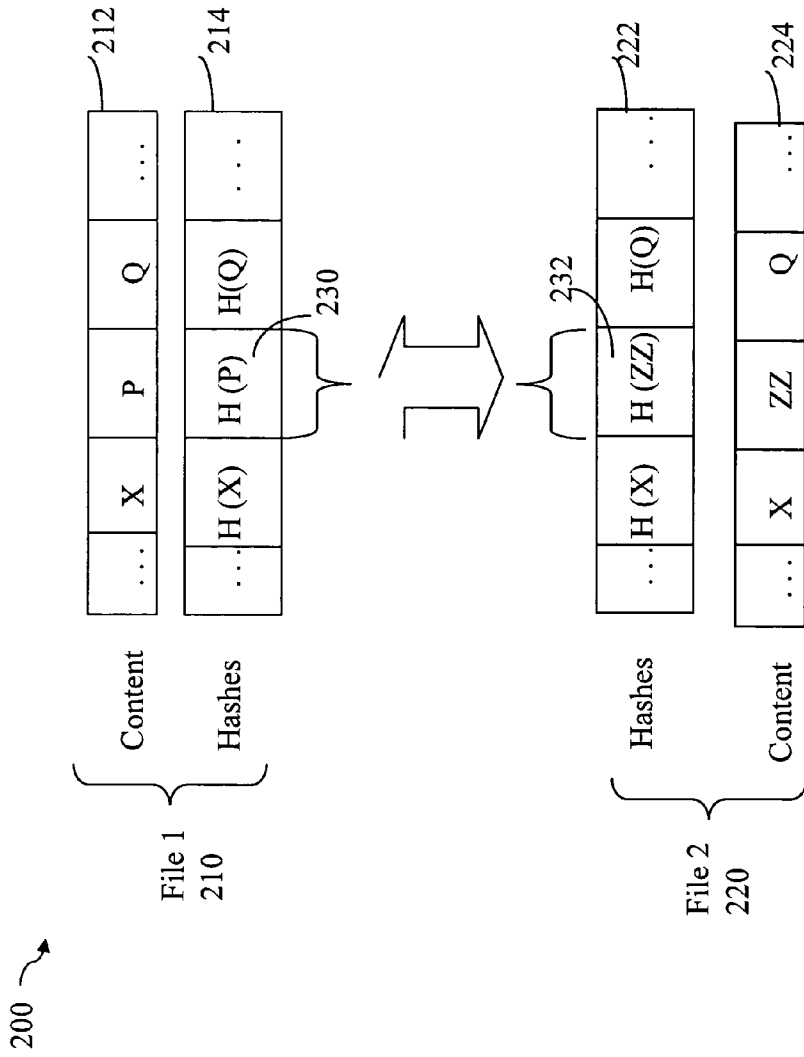 200
File 1
210
Content
... X P Q ...
212
Hashes
... H (X) H (P) H(Q) ...
214
230
232
File 2
220
Hashes
... H (X) H (ZZ) H(Q) ...
222
Content
... X ZZ Q ...
224